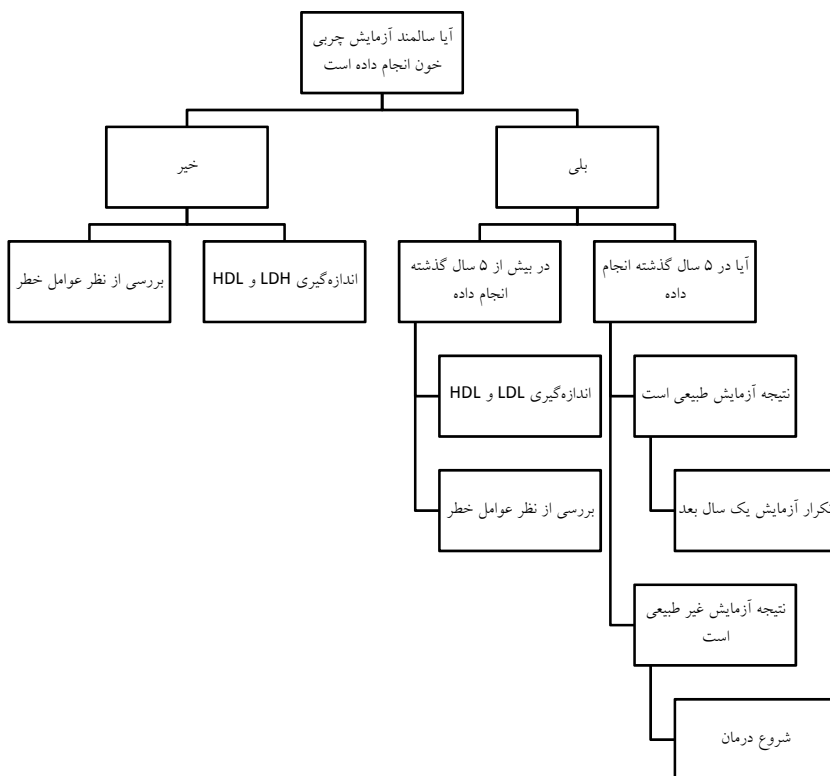 آیا سالمند آزمایش چربی
خون انجام داده است
بلی
خیر
آیا در ۵ سال گذشته انجام
داده
در بیش از ۵ سال گذشته
انجام داده
اندازه‌گیری LDH و HDL
بررسی از نظر عوامل خطر
نتیجه آزمایش طبیعی است
اندازه‌گیری LDL و HDL
تکرار آزمایش یک سال بعد
بررسی از نظر عوامل خطر
نتیجه آزمایش غیر طبیعی
است
شروع درمان